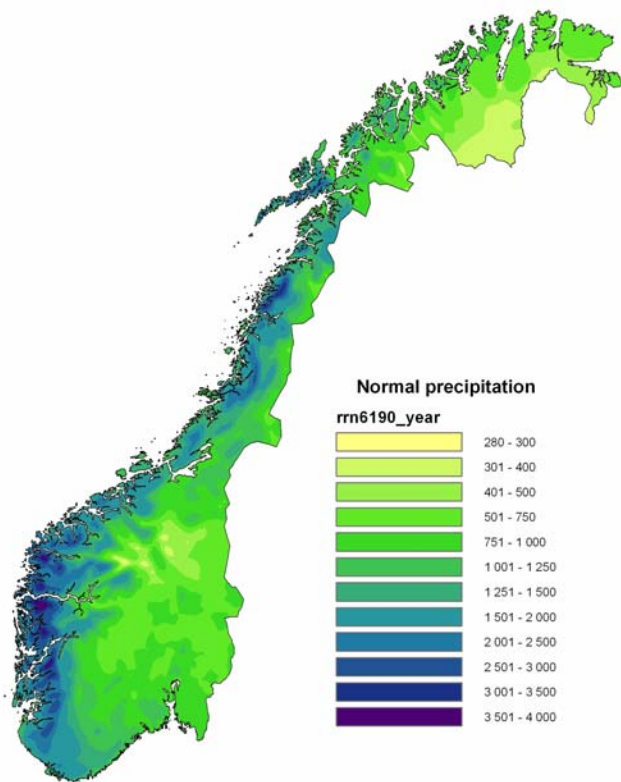 Normal precipitation
rrn6190_year
280 - 300
301 - 400
401 - 500
501 - 750
751 - 1 000
1 001 - 1 250
1 251 - 1 500
1 501 - 2 000
2 001 - 2 500
2 501 - 3 000
3 001 - 3 500
3 501 - 4 000